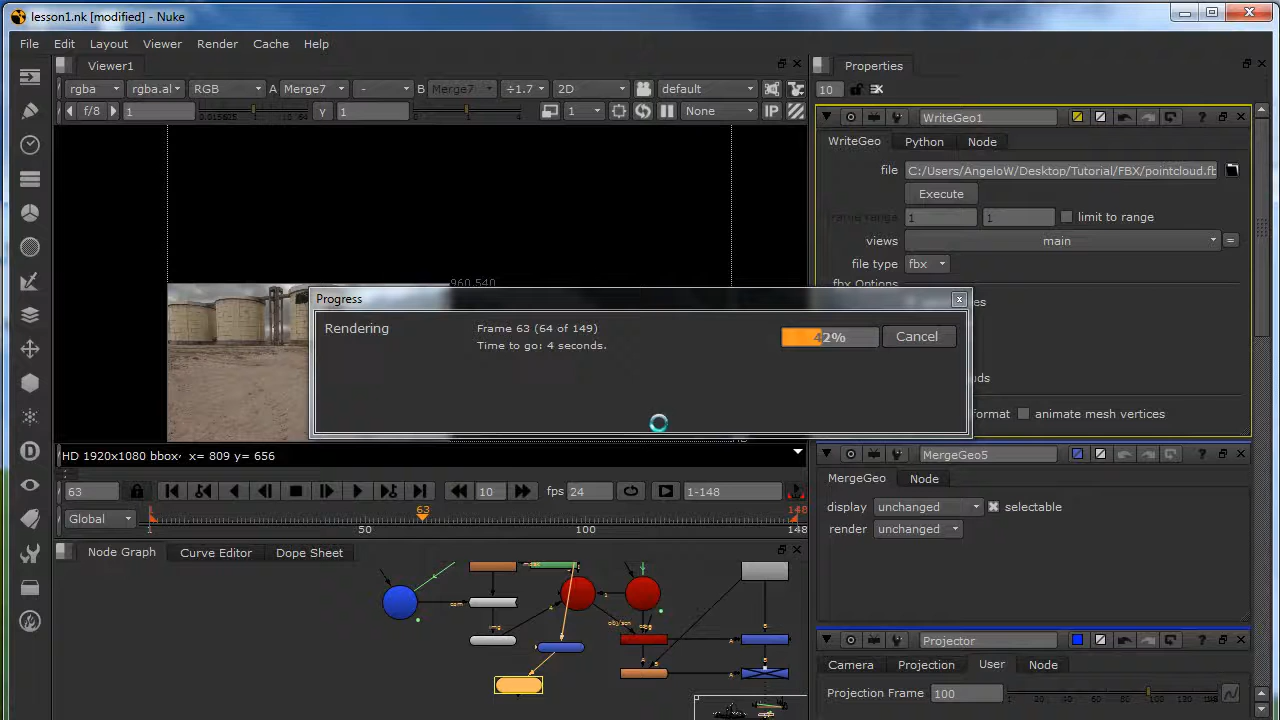 lesson1.nk [modified] - Nuke
File Edit Layout Viewer Render Cache Help
Viewer1
rgba rgba.al RGB A Merge7 - B Merge7 ÷1.7 2D default
f/8 1 Y 1 1 None IP
960,540
HD 1920x1080 bbox: x= 809 y= 656
63 10 fps 24 1-148
Global 1 50 63 100 148
1 148
Node Graph Curve Editor Dope Sheet
Properties
10
WriteGeo1
WriteGeo Python Node
file C:/Users/AngeloW/Desktop/Tutorial/FBX/pointcloud.fb
Execute
frame range 1 1 limit to range
views main =
file type fbx
fbx Options
Progress
Rendering
Frame 63 (64 of 149)
Time to go: 4 seconds.
42%
Cancel
animate mesh vertices
MergeGeo5
MergeGeo Node
display unchanged selectable
render unchanged
Projector
Camera Projection User Node
Projection Frame 100